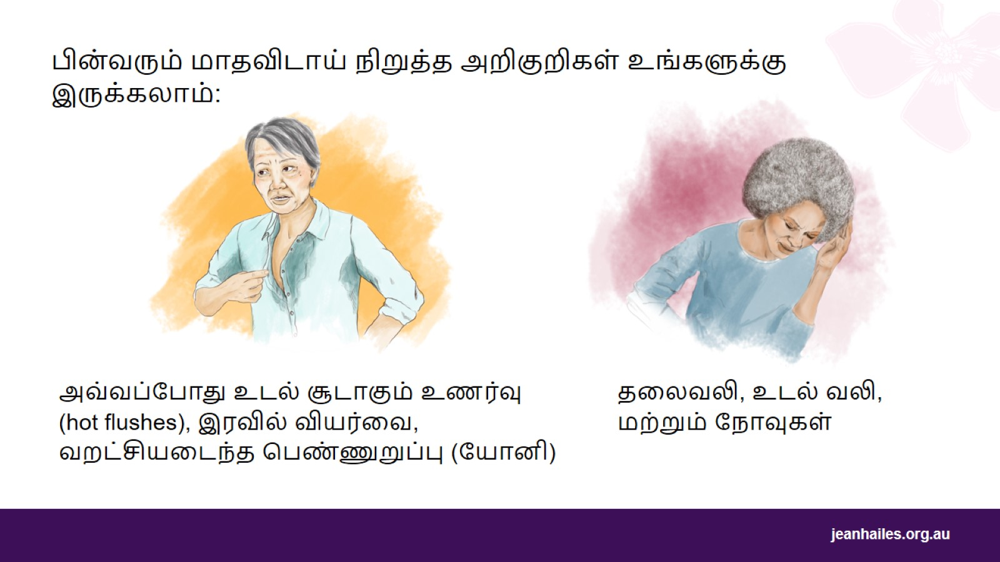 பின்வரும் மாதவிடாய் நிறுத்த அறிகுறிகள் உங்களுக்கு
இருக்கலாம்:
அவ்வப்போது உடல் சூடாகும் உணர்வு
(hot flushes), இரவில் வியர்வை,
வறட்சியடைந்த பெண்ணுறுப்பு (யோனி)
தலைவலி, உடல் வலி,
மற்றும் நோவுகள்
jeanhailes.org.au